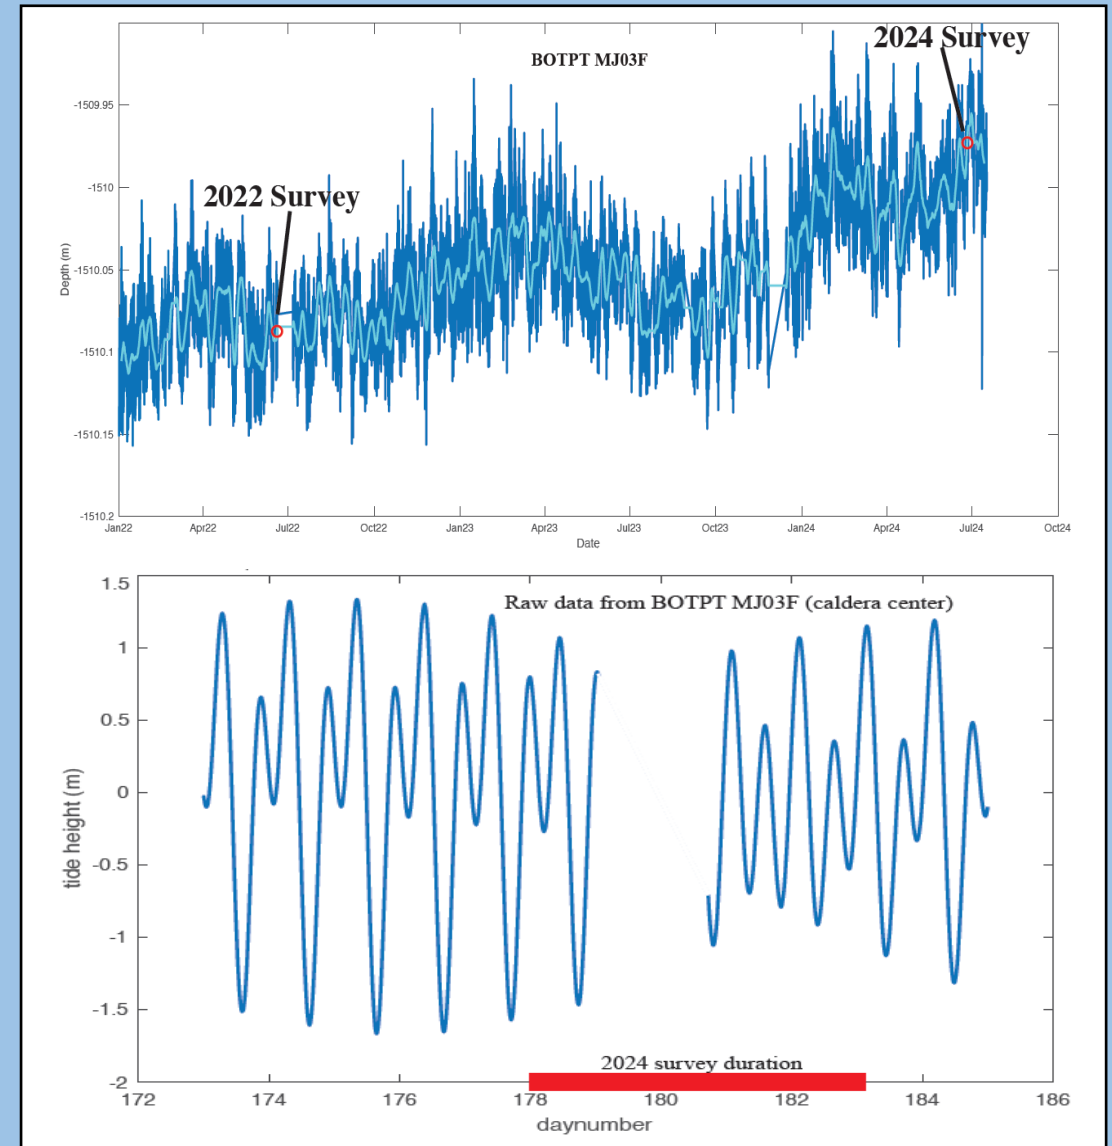 2024 Survey
BOTPT MJ03F
-1509.95
-1510
2022 Survey
-1510.05
Depth (m)
-1510.1
-1510.15
-1510.2
Jan22 Apr22 Jul22 Oct22 Jan23 Apr23 Jul23 Oct23 Jan24 Apr24 Jul24 Oct24
Date
1.5
Raw data from BOTPT MJ03F (caldera center)
1
0.5
0
tide height (m)
-0.5
-1
-1.5
2024 survey duration
-2
172 174 176 178 180 182 184 186
daynumber